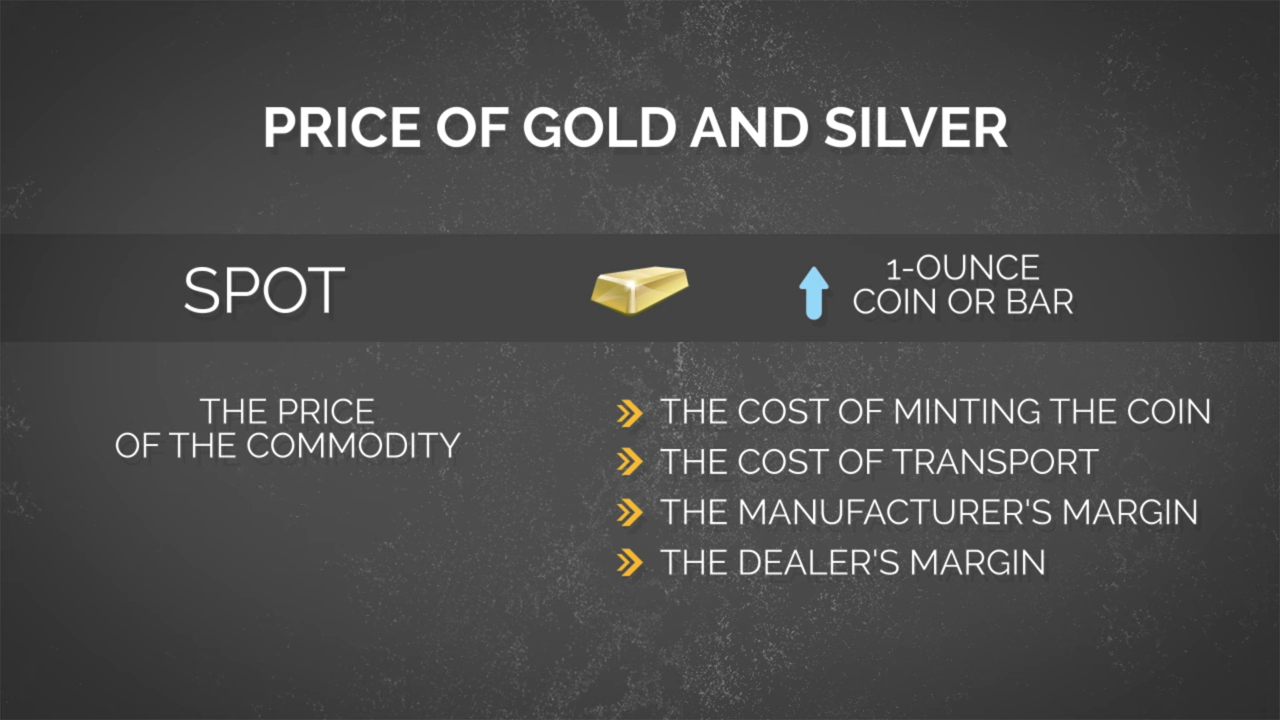 PRICE OF GOLD AND SILVER
SPOT
1-OUNCE
COIN OR BAR
THE PRICE
OF THE COMMODITY
THE COST OF MINTING THE COIN
THE COST OF TRANSPORT
THE MANUFACTURER'S MARGIN
THE DEALER'S MARGIN